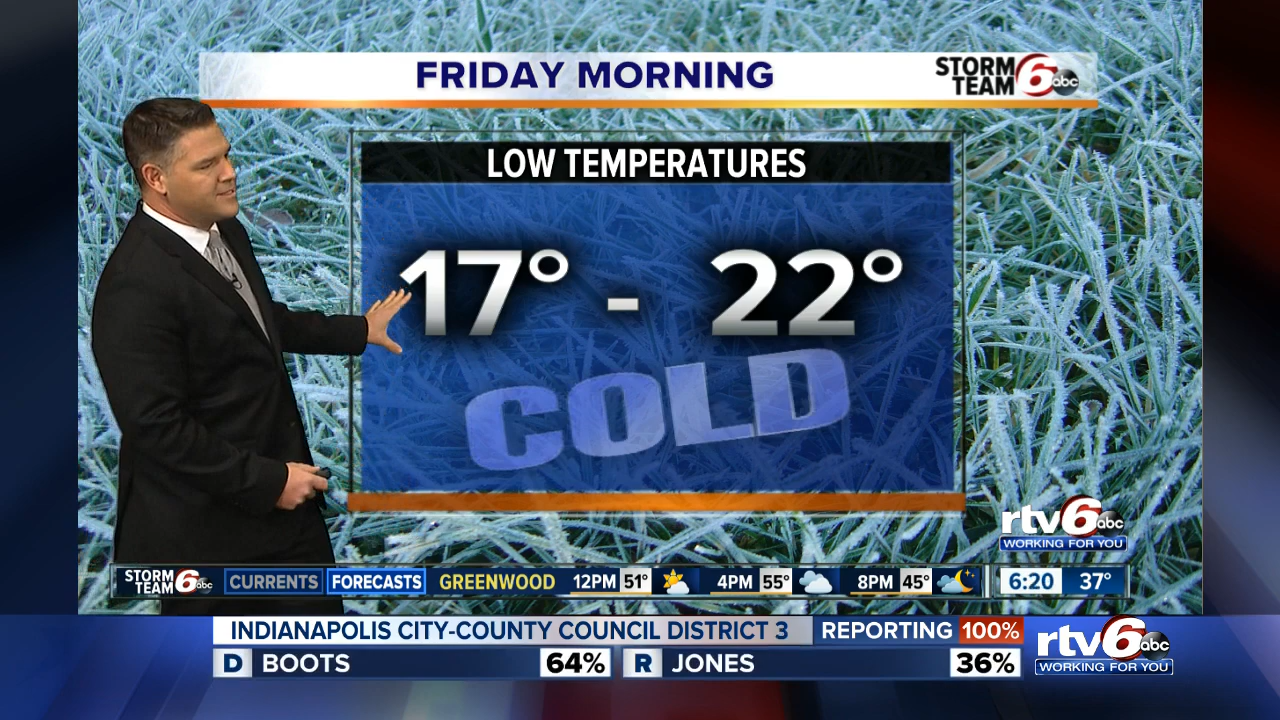 FRIDAY MORNING
STORM TEAM 6 abc
LOW TEMPERATURES
17° - 22°
COLD
rtv6 abc
WORKING FOR YOU
STORM TEAM 6 abc CURRENTS FORECASTS GREENWOOD 12PM 51° 4PM 55° 8PM 45° 6:20 37°
INDIANAPOLIS CITY-COUNTY COUNCIL DISTRICT 3 REPORTING 100%
D BOOTS 64% R JONES 36%
rtv6 abc
WORKING FOR YOU